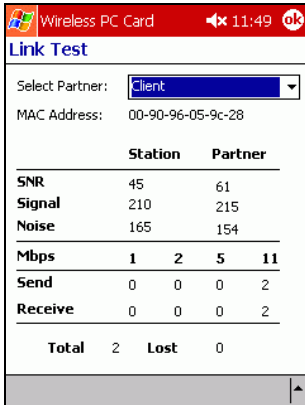 Wireless PC Card 11:49 ok
Link Test
Select Partner: Client
MAC Address: 00-90-96-05-9c-28
Station Partner
SNR 45 61
Signal 210 215
Noise 165 154
Mbps 1 2 5 11
Send 0 0 0 2
Receive 0 0 0 2
Total 2 Lost 0